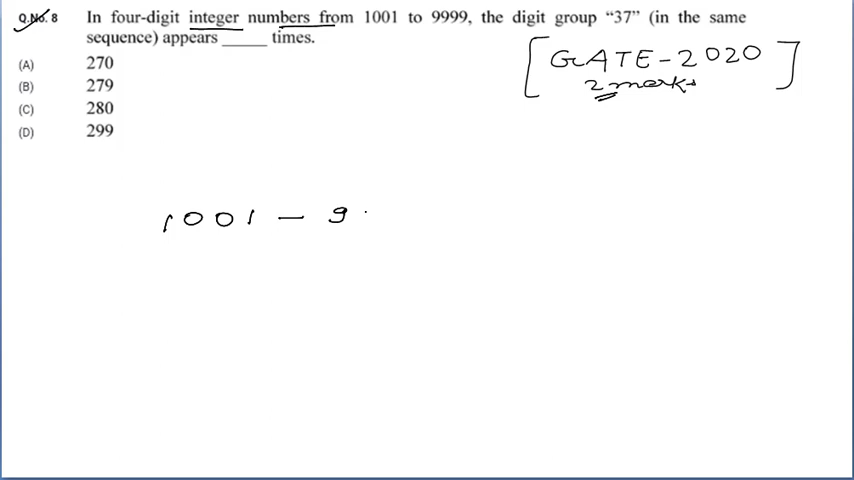 Q.No. 8 In four-digit integer numbers from 1001 to 9999, the digit group “37” (in the same
sequence) appears _____ times.
(A) 270
(B) 279
(C) 280
(D) 299
[GATE-2020]
2 marks
1001 - 9